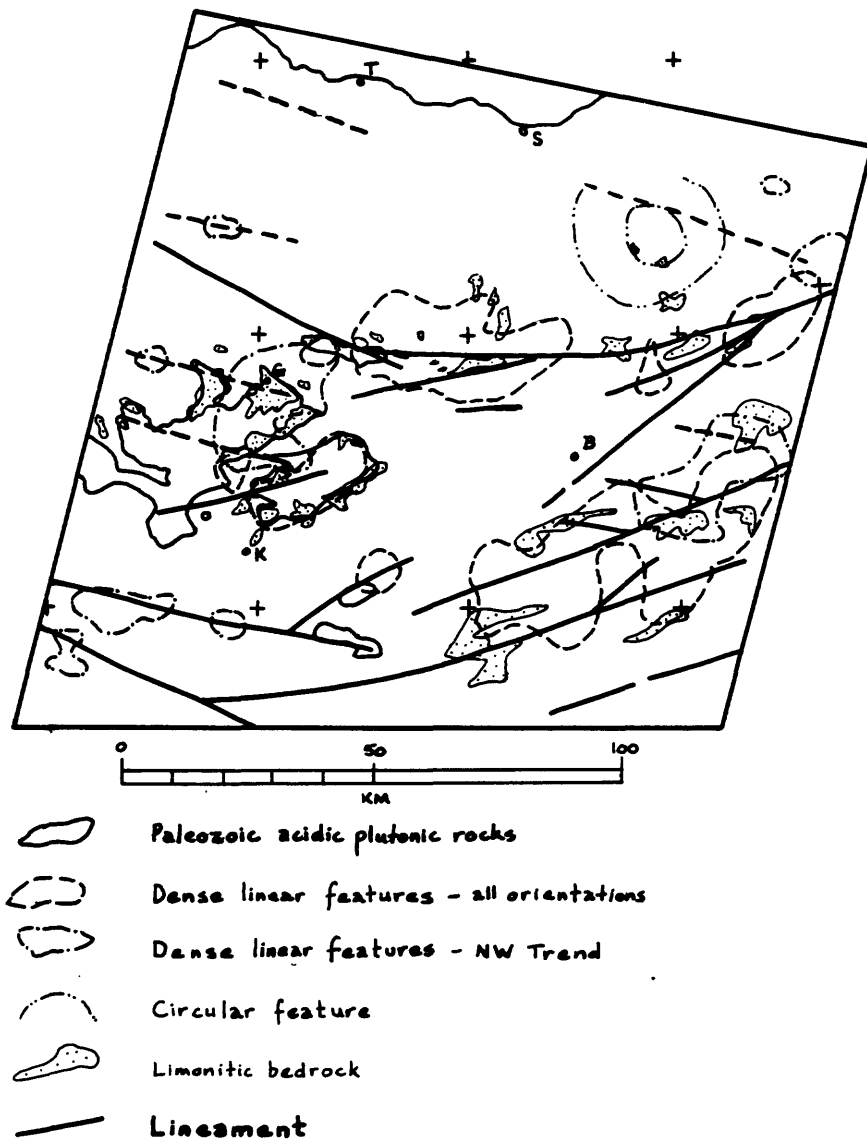 T
S
G
B
K
0 50 100
KM
Paleozoic acidic plutonic rocks
Dense linear features - all orientations
Dense linear features - NW Trend
Circular feature
Limonitic bedrock
Lineament